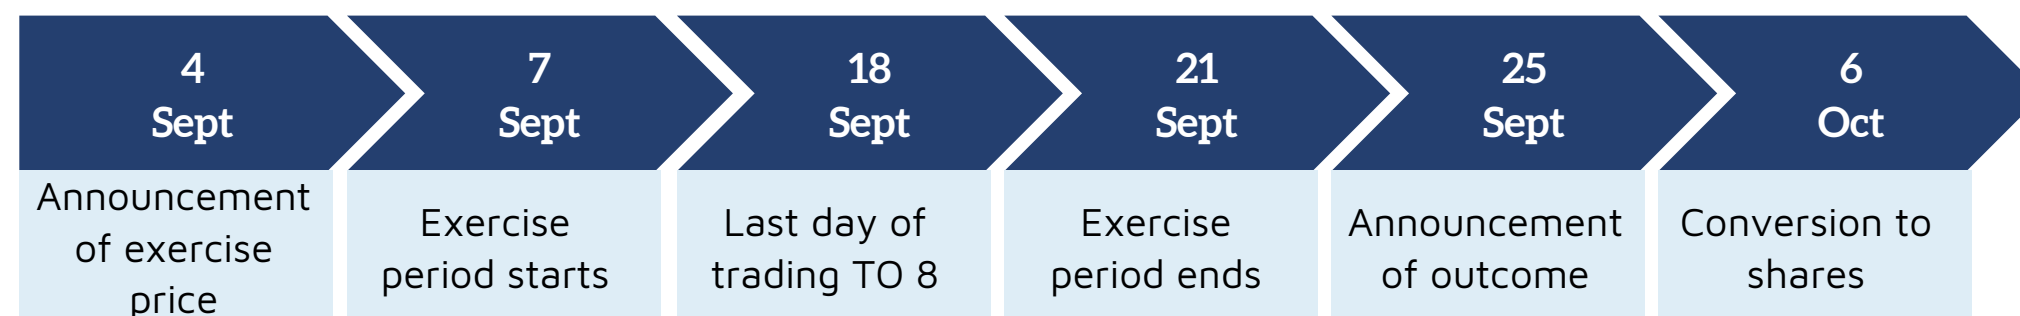 4
Sept
Announcement
of exercise
price
7
Sept
Exercise
period starts
18
Sept
Last day of
trading TO 8
21
Sept
Exercise
period ends
25
Sept
Announcement
of outcome
6
Oct
Conversion to
shares